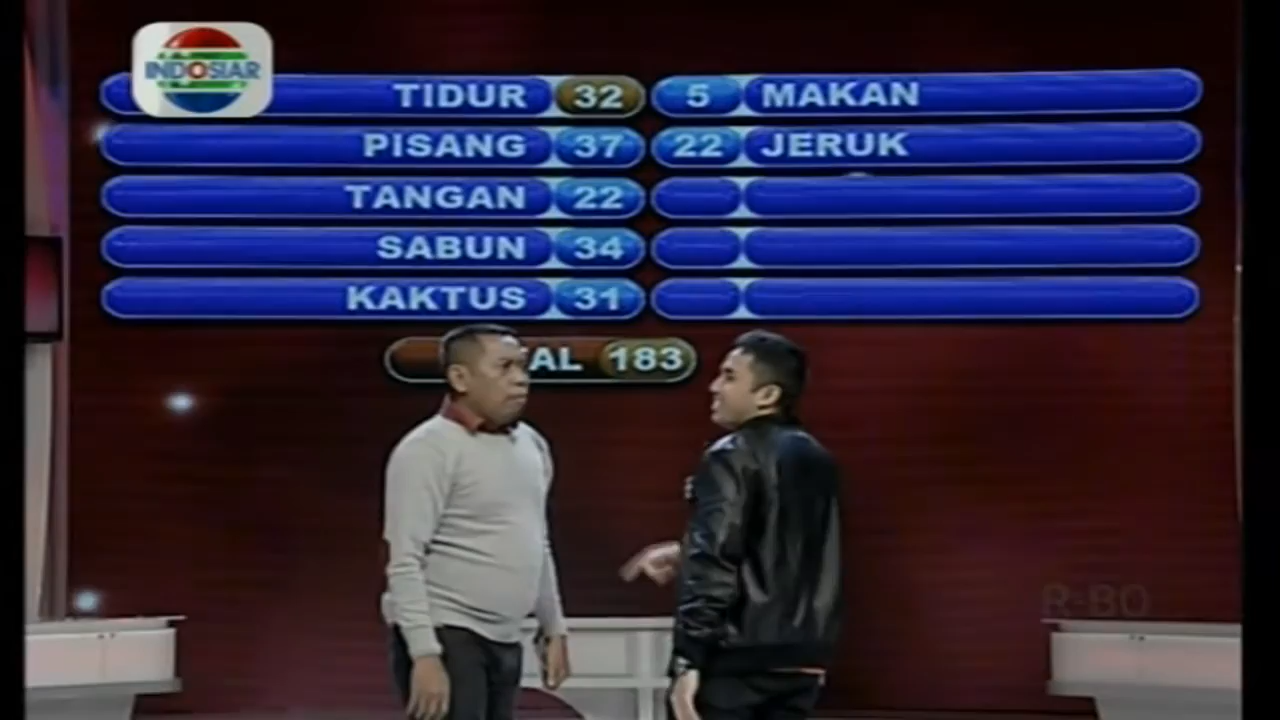 INDOSIAR
TIDUR 32 5 MAKAN
PISANG 37 22 JERUK
TANGAN 22
SABUN 34
KAKTUS 31
AL 183
R-BO